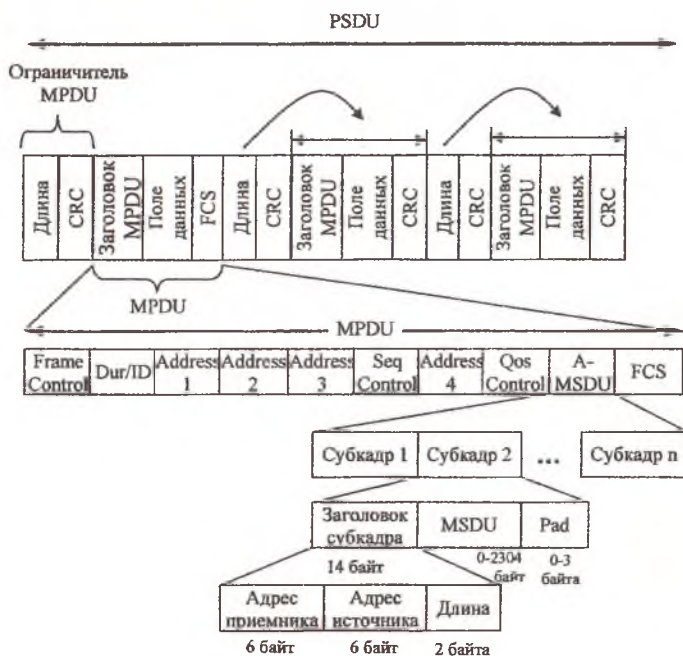 PSDU
Ограничитель
MPDU
Длина
CRC
Заголовок
MPDU
Поле
данных
FCS
Длина
CRC
Заголовок
MPDU
Поле
данных
CRC
Длина
CRC
Заголовок
MPDU
Поле
данных
CRC
MPDU
MPDU
Frame
Control
Dur/ID
Address
1
Address
2
Address
3
Seq
Control
Address
4
Qos
Control
A-
MSDU
FCS
Субкадр 1
Субкадр 2
...
Субкадр n
Заголовок
субкадра
MSDU
Pad
14 байт
0-2304
байт
0-3
байта
Адрес
приемника
Адрес
источника
Длина
6 байт
6 байт
2 байта